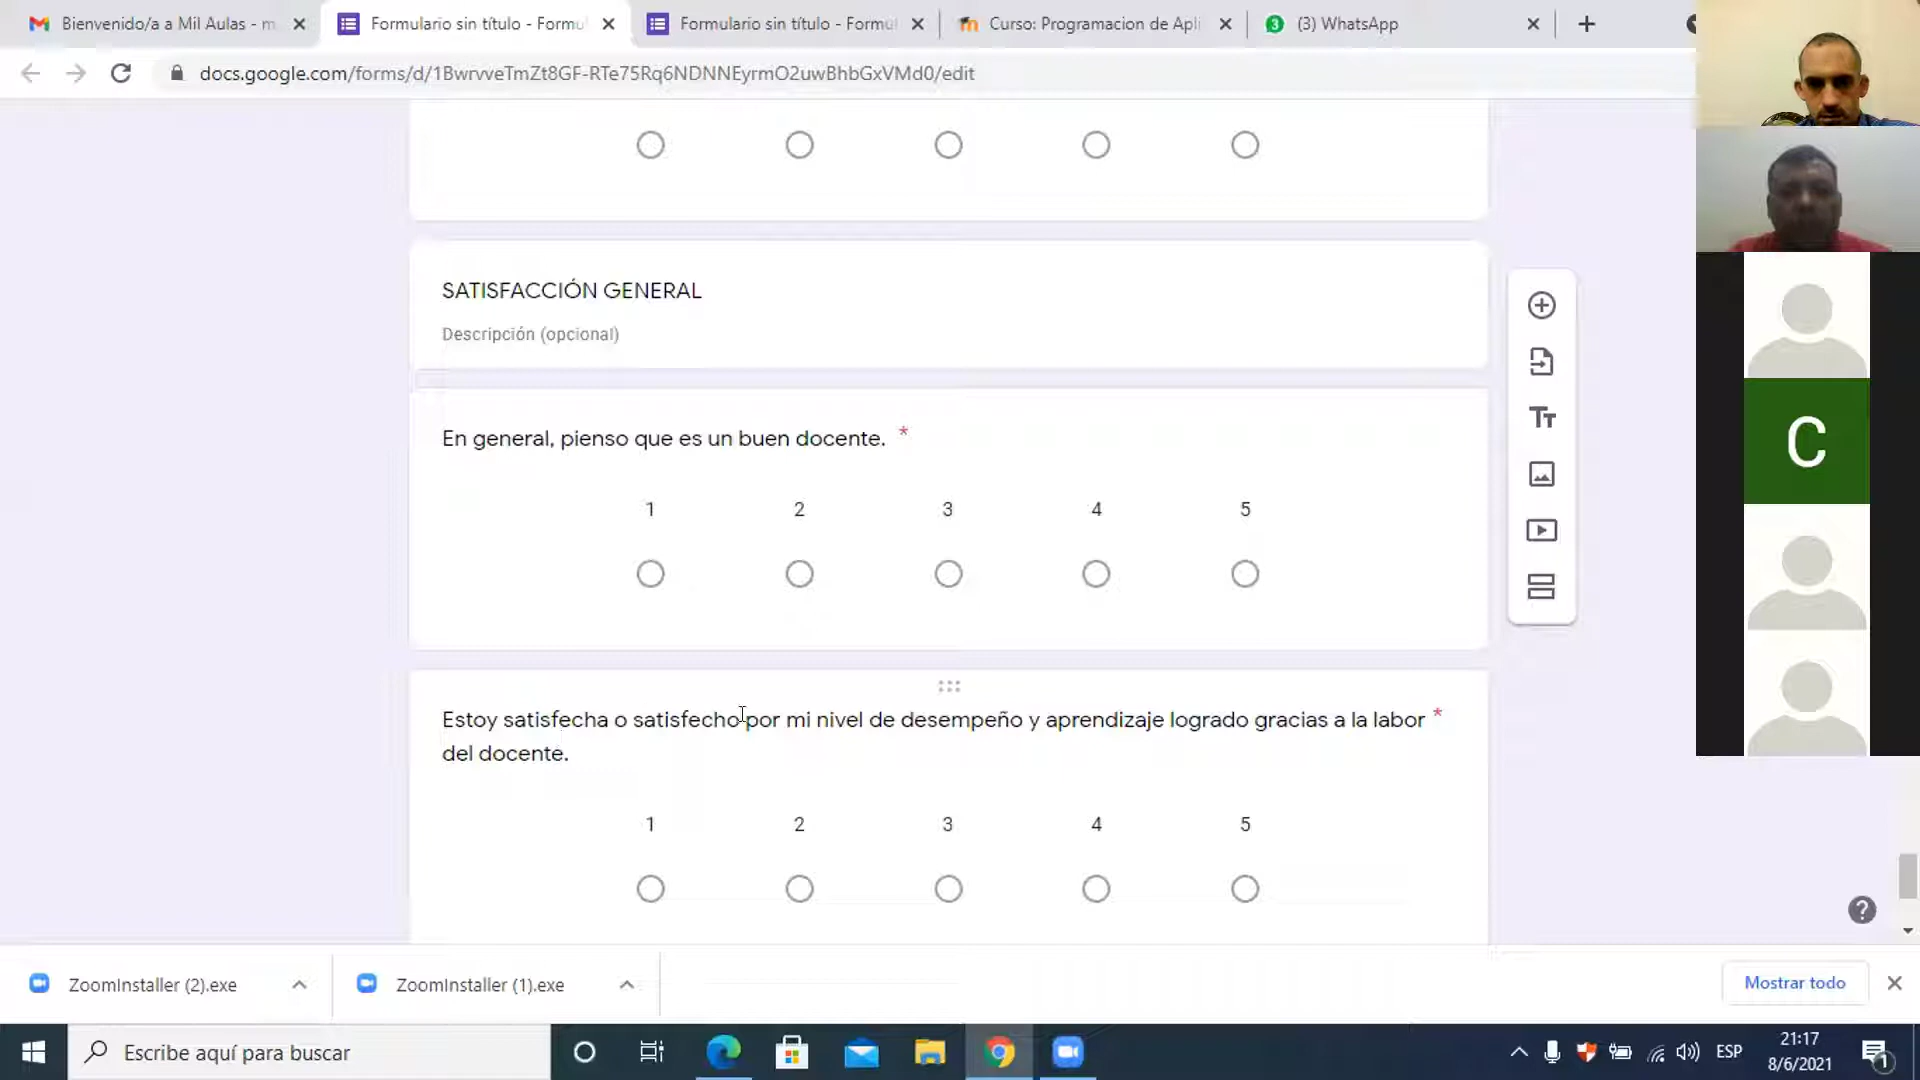 Bienvenido/a a Mil Aulas - m
Formulario sin título - Formu
Formulario sin título - Formul
Curso: Programacion de Apli
3
(3) WhatsApp
docs.google.com/forms/d/1BwrvveTmZt8GF-RTe75Rq6NDNNEyrmO2uwBhbGxVMd0/edit
SATISFACCIÓN GENERAL
Descripción (opcional)
En general, pienso que es un buen docente. *
1 2 3 4 5
Estoy satisfecha o satisfecho por mi nivel de desempeño y aprendizaje logrado gracias a la labor *
del docente.
1 2 3 4 5
C
ZoomInstaller (2).exe
ZoomInstaller (1).exe
Mostrar todo
Escribe aquí para buscar
ESP
21:17
8/6/2021
1